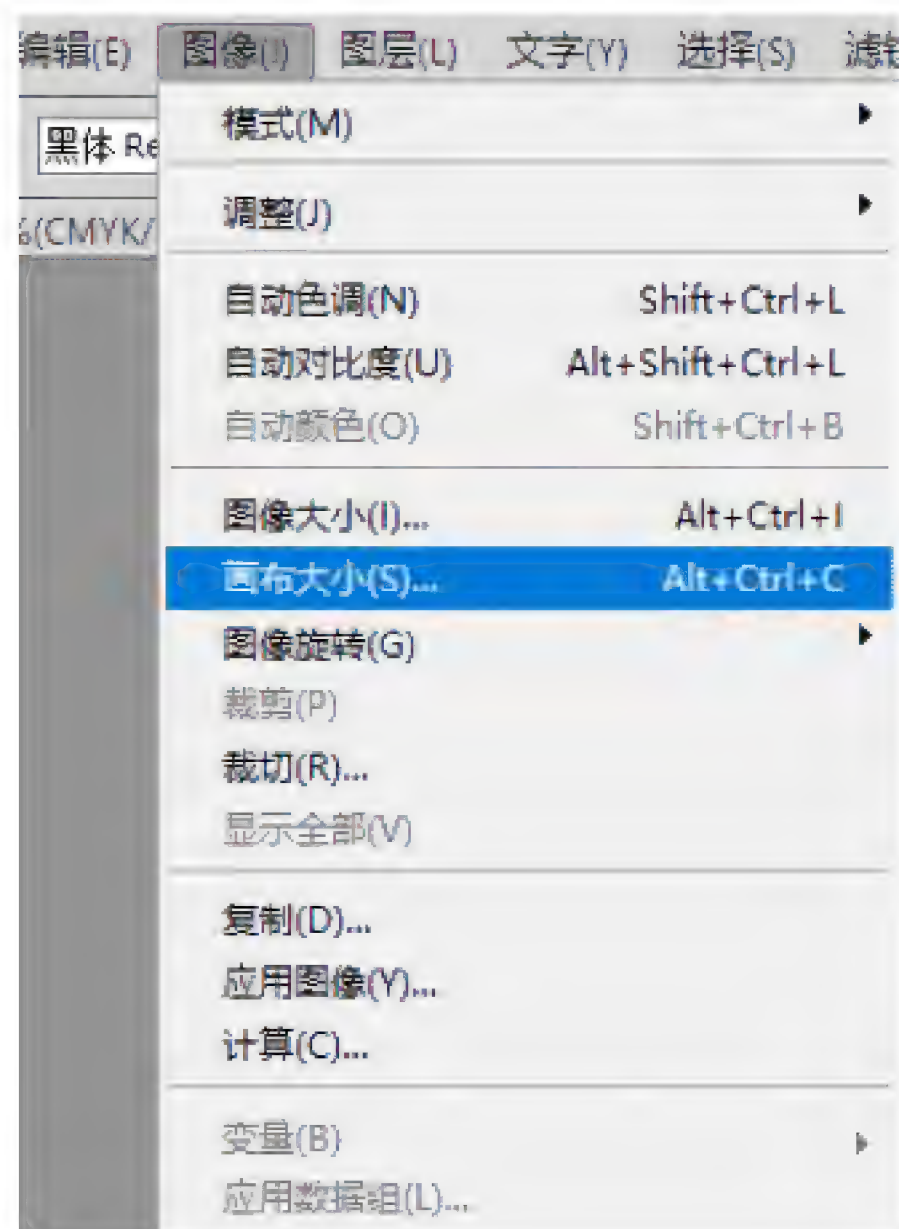 编辑(E) 图像(I) 图层(L) 文字(Y) 选择(S) 滤镜
模式(M)
黑体 Re
调整(J)
%(CMYK/
自动色调(N) Shift+Ctrl+L
自动对比度(U) Alt+Shift+Ctrl+L
自动颜色(O) Shift+Ctrl+B
图像大小(I)... Alt+Ctrl+I
画布大小(S)... Alt+Ctrl+C
图像旋转(G)
裁剪(P)
裁切(R)...
显示全部(V)
复制(D)...
应用图像(Y)...
计算(C)...
变量(B)
应用数据组(L)...